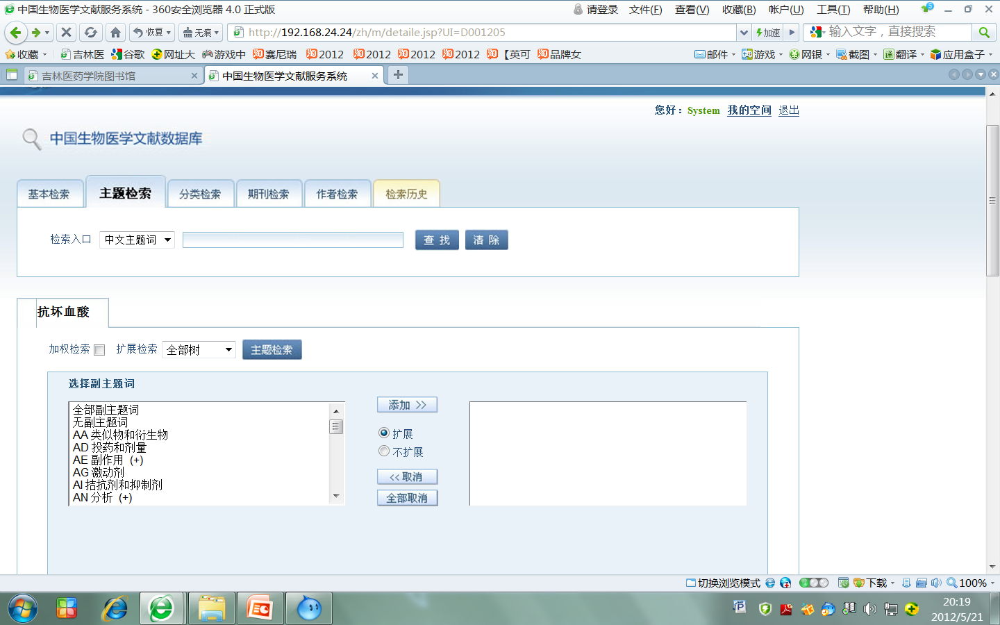 中国生物医学文献服务系统 - 360安全浏览器 4.0 正式版
请登录 文件(F) 查看(V) 收藏(B) 帐户(U) 工具(T) 帮助(H) 5
恢复 无痕 http://192.168.24.24/zh/m/detaile.jsp?UI=D001205 加速 输入文字，直接搜索
收藏 吉林医 谷歌 网址大 游戏中 淘 塞尼瑞 淘 2012 淘 2012 淘 2012 淘 2012 淘 【英可 淘 品牌女 邮件 游戏 网银 截图 译 翻译 应用盒子
吉林医药学院图书馆 中国生物医学文献服务系统
您好：System 我的空间 退出
中国生物医学文献数据库
基本检索 主题检索 分类检索 期刊检索 作者检索 检索历史
检索入口 中文主题词 查 找 清 除
抗坏血酸
加权检索 扩展检索 全部树 主题检索
选择副主题词
全部副主题词
无副主题词
AA 类似物和衍生物
AD 投药和剂量
AE 副作用 (+)
AG 激动剂
AI 拮抗剂和抑制剂
AN 分析 (+)
添加 >>
扩展
不扩展
<< 取消
全部取消
切换浏览模式 下载 100%
20:19
2012/5/21